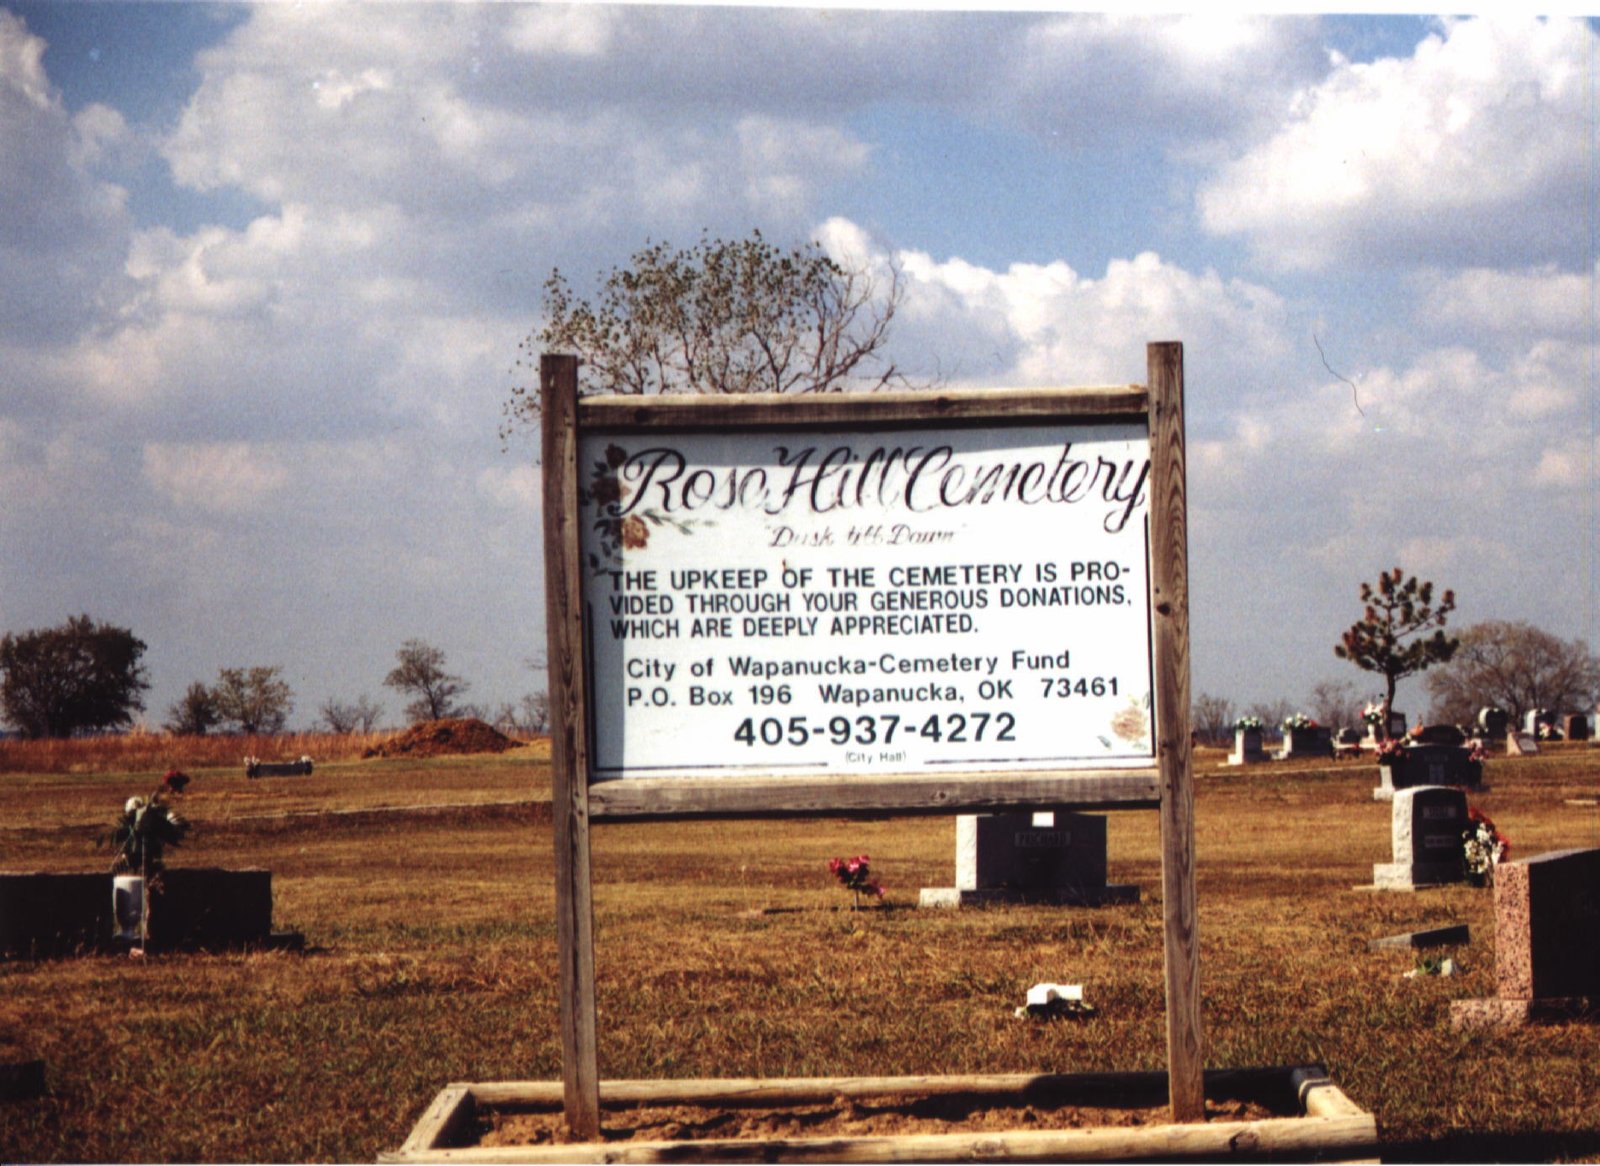 Rose Hill Cemetery
"Dusk till Dawn"
THE UPKEEP OF THE CEMETERY IS PRO-
VIDED THROUGH YOUR GENEROUS DONATIONS,
WHICH ARE DEEPLY APPRECIATED.
City of Wapanucka-Cemetery Fund
P.O. Box 196 Wapanucka, OK 73461
405-937-4272
(City Hall)